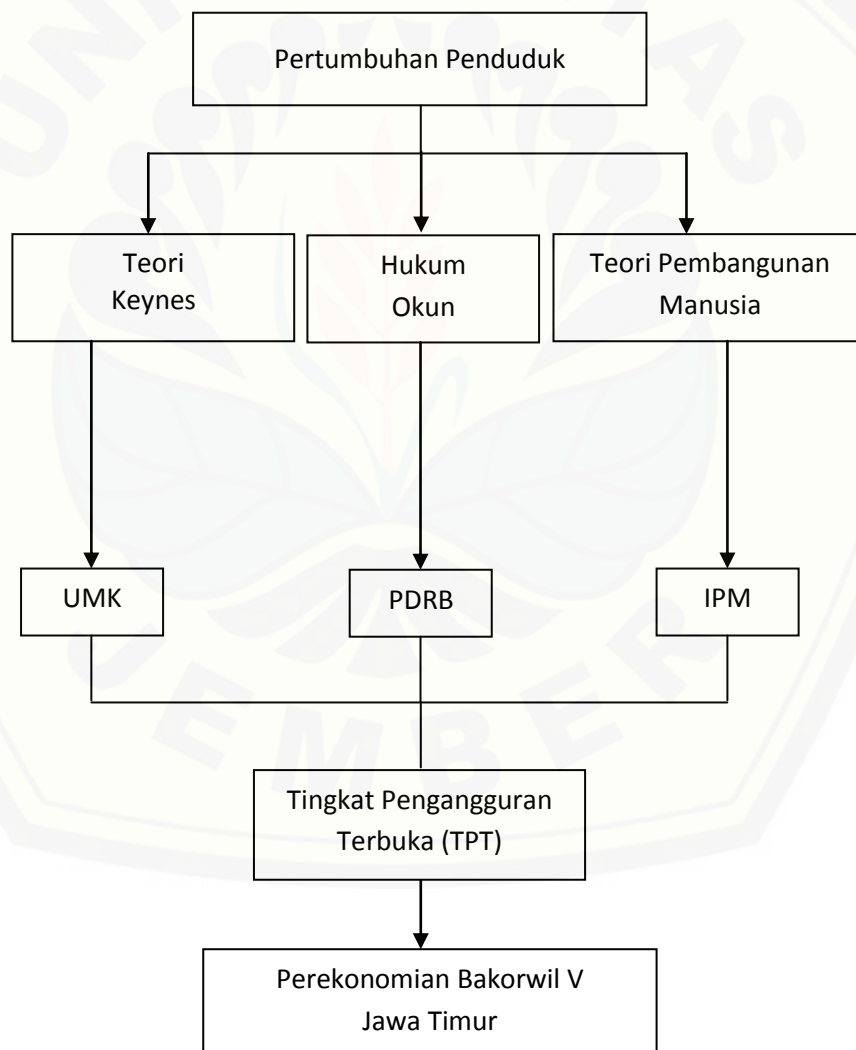 Pertumbuhan Penduduk
Teori
Keynes
Hukum
Okun
Teori Pembangunan
Manusia
UMK
PDRB
IPM
Tingkat Pengangguran
Terbuka (TPT)
Perekonomian Bakorwil V
Jawa Timur
JEMBER